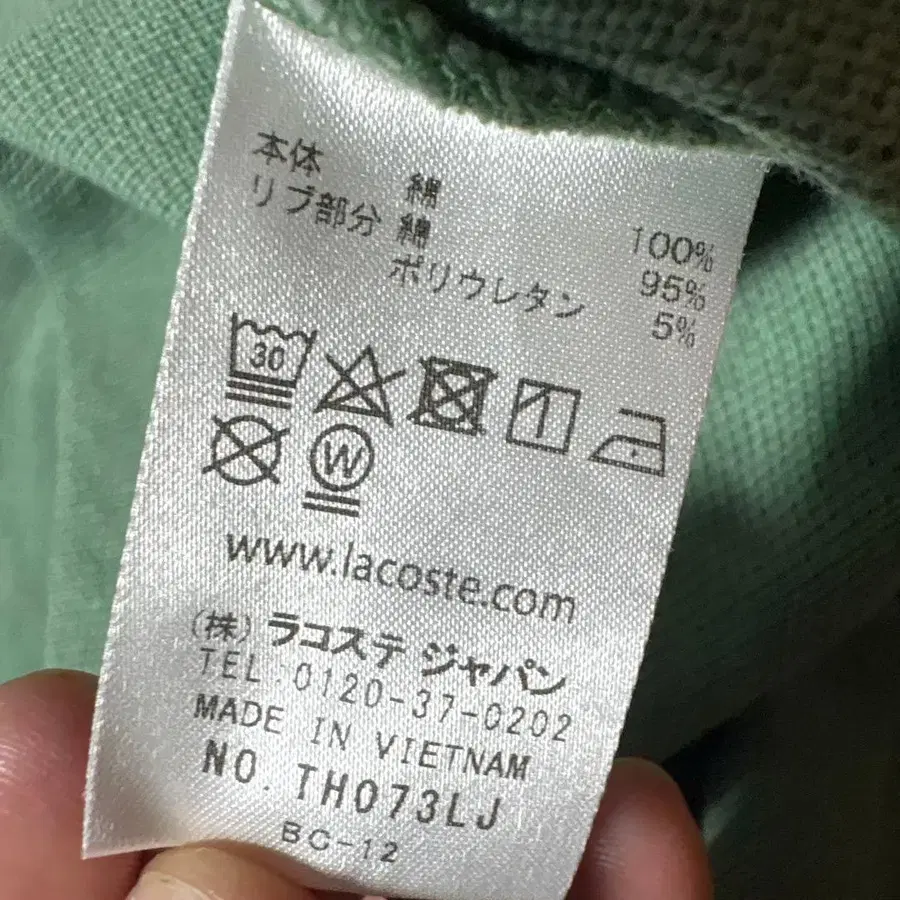 本体 綿 100%
リブ部分 綿 95%
ポリウレタン 5%
30
W
www.lacoste.com
(株) ラコステ ジャパン
TEL:0120-37-0202
MADE IN VIETNAM
NO. TH073LJ
BC-12